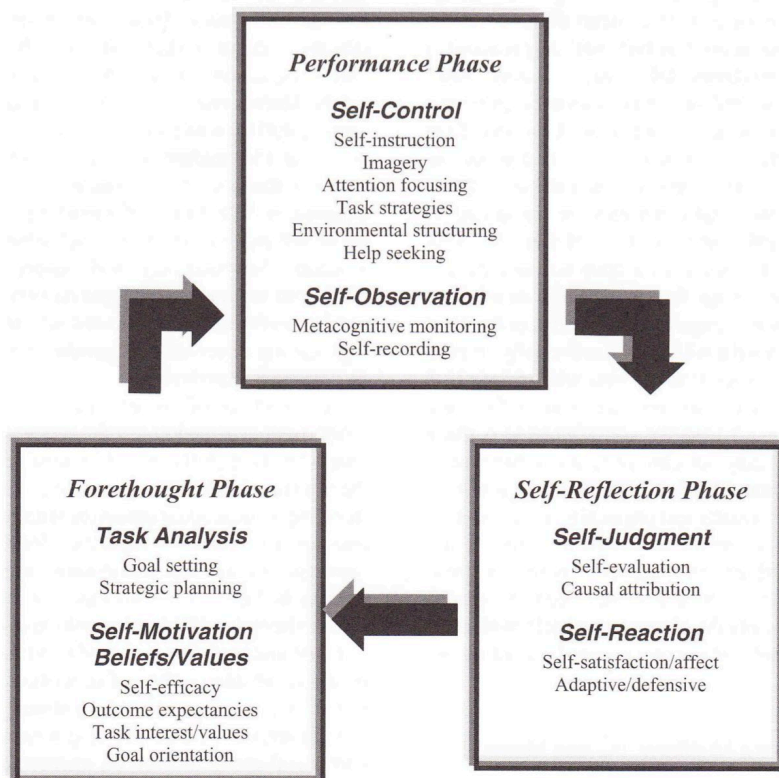 Performance Phase
Self-Control
Self-instruction
Imagery
Attention focusing
Task strategies
Environmental structuring
Help seeking
Self-Observation
Metacognitive monitoring
Self-recording
Forethought Phase
Task Analysis
Goal setting
Strategic planning
Self-Motivation
Beliefs/Values
Self-efficacy
Outcome expectancies
Task interest/values
Goal orientation
Self-Reflection Phase
Self-Judgment
Self-evaluation
Causal attribution
Self-Reaction
Self-satisfaction/affect
Adaptive/defensive